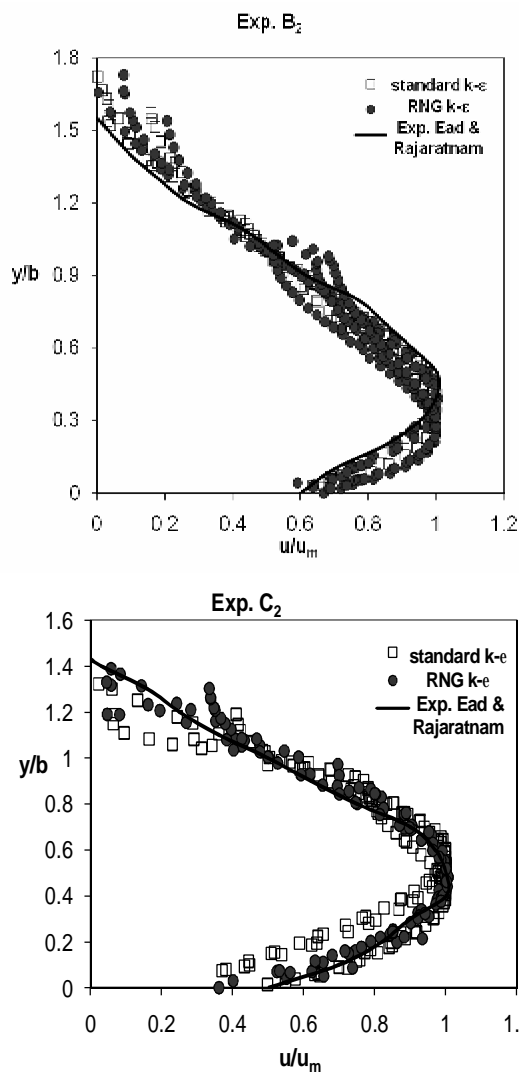 Exp. B₂
1.8
standard k-ε
RNG k-ε
1.5
Exp. Ead &
Rajaratnam
1.2
y/b
0.9
0.6
0.3
0
0 0.2 0.4 0.6 0.8 1
u/uₘ
Exp. C₂
1.6
standard k-e
1.4
RNG k-e
1.2
Exp. Ead &
Rajaratnam
y/b
1
0.8
0.6
0.4
0.2
0
0 0.2 0.4 0.6 0.8 1
u/uₘ